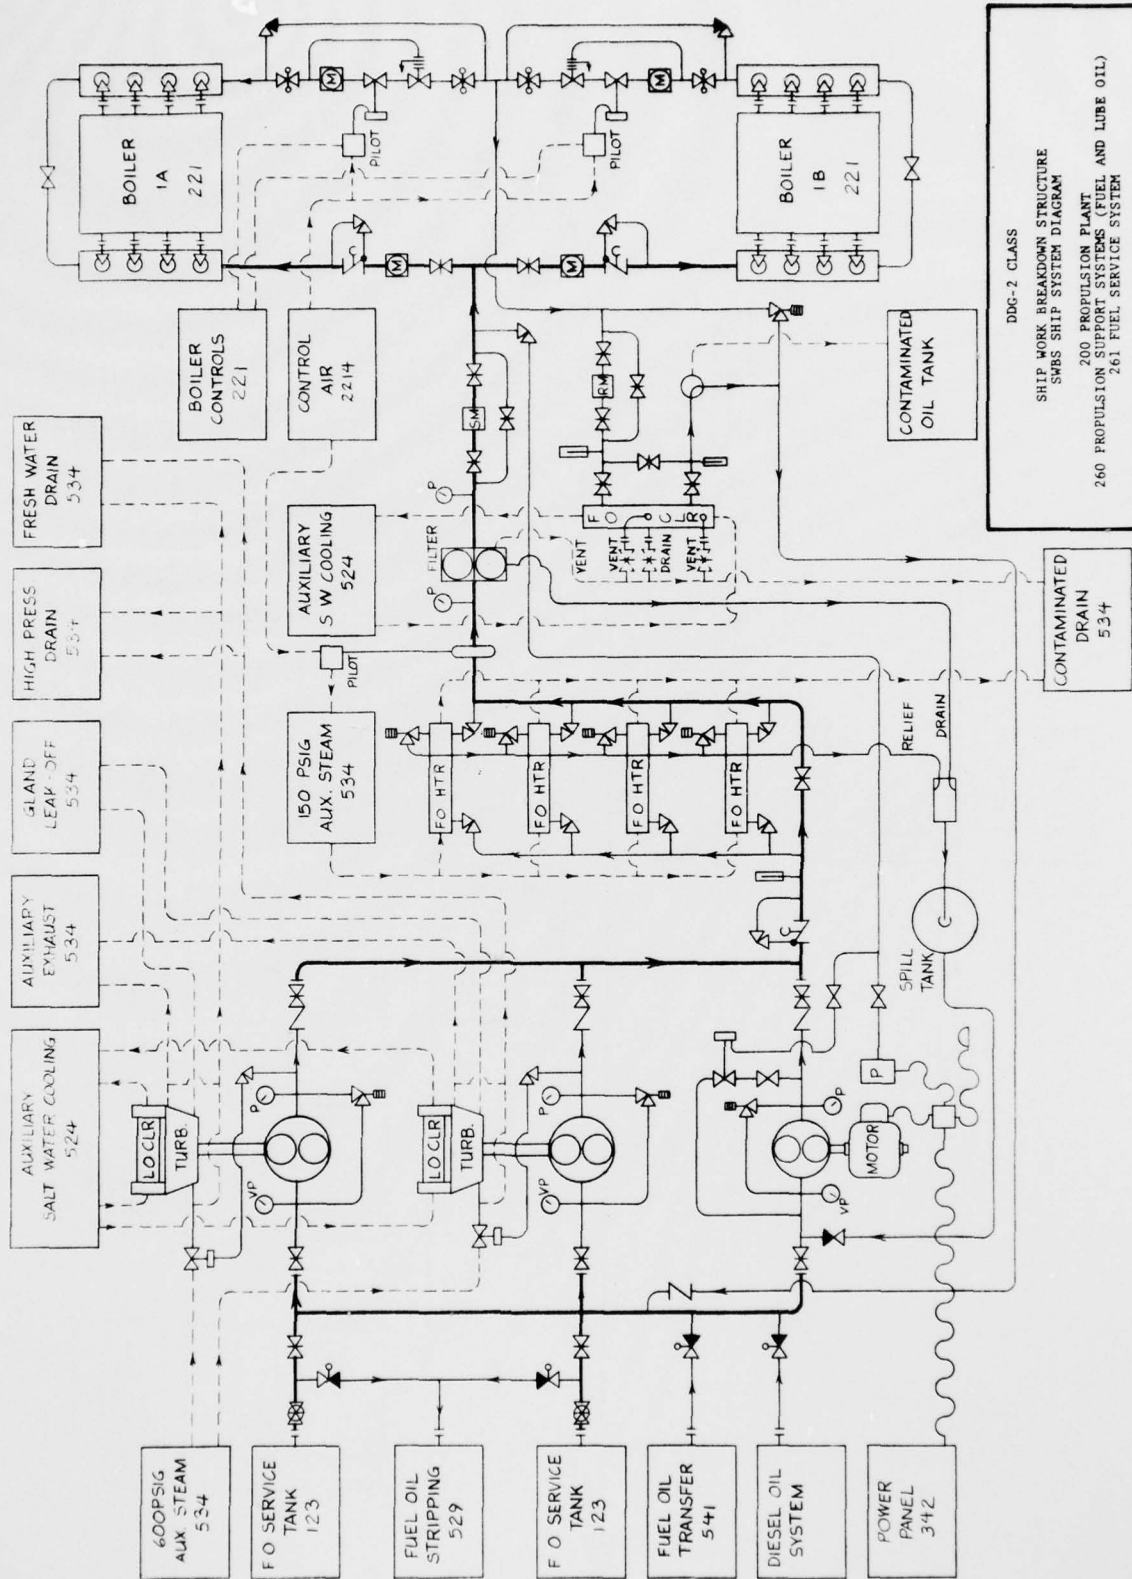 BOILER
1A
221
PILOT
PILOT
BOILER
1B
221
BOILER
CONTROLS
221
CONTROL
AIR
2214
CONTAMINATED
OIL TANK
FRESH WATER
DRAIN
534
HIGH PRESS
DRAIN
534
GLAND
LEAK-OFF
534
AUXILIARY
EXHAUST
534
AUXILIARY
SALT WATER COOLING
524
AUXILIARY
S W COOLING
524
FILTER
P
P
SM
RM
M
M
M
M
C
C
F O CLR
VENT
VENT
DRAIN
VENT
PILOT
150 PSIG
AUX. STEAM
534
FO HTR
FO HTR
FO HTR
FO HTR
CONTAMINATED
DRAIN
534
RELIEF
DRAIN
C
SPILL
TANK
LO CLR
TURB.
VP
P
LO CLR
TURB.
VP
P
VP
P
MOTOR
P
600PSIG
AUX. STEAM
534
F O SERVICE
TANK
123
FUEL OIL
STRIPPING
529
F O SERVICE
TANK
123
FUEL OIL
TRANSFER
541
DIESEL OIL
SYSTEM
POWER
PANEL
342
DDG-2 CLASS
SHIP WORK BREAKDOWN STRUCTURE
SWBS SHIP SYSTEM DIAGRAM
200 PROPULSION PLANT
260 PROPULSION SUPPORT SYSTEMS (FUEL AND LUBE OIL)
261 FUEL SERVICE SYSTEM